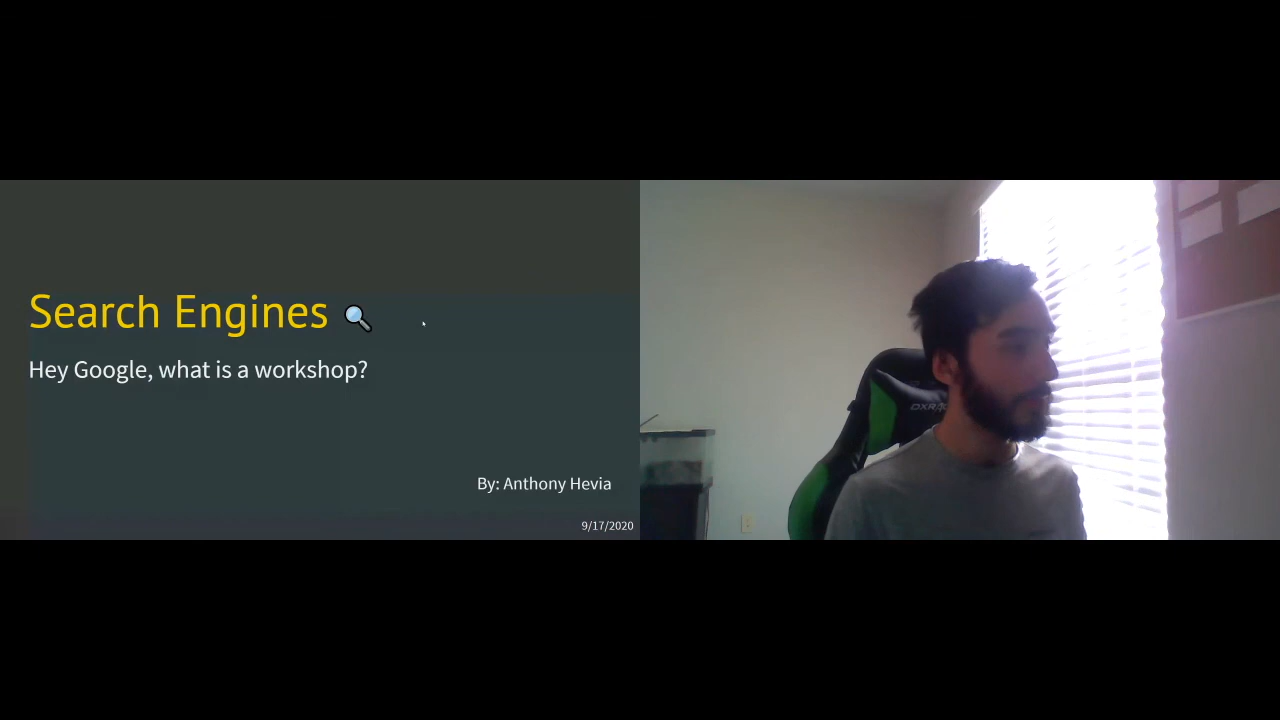 Search Engines
Hey Google, what is a workshop?
By: Anthony Hevia
9/17/2020